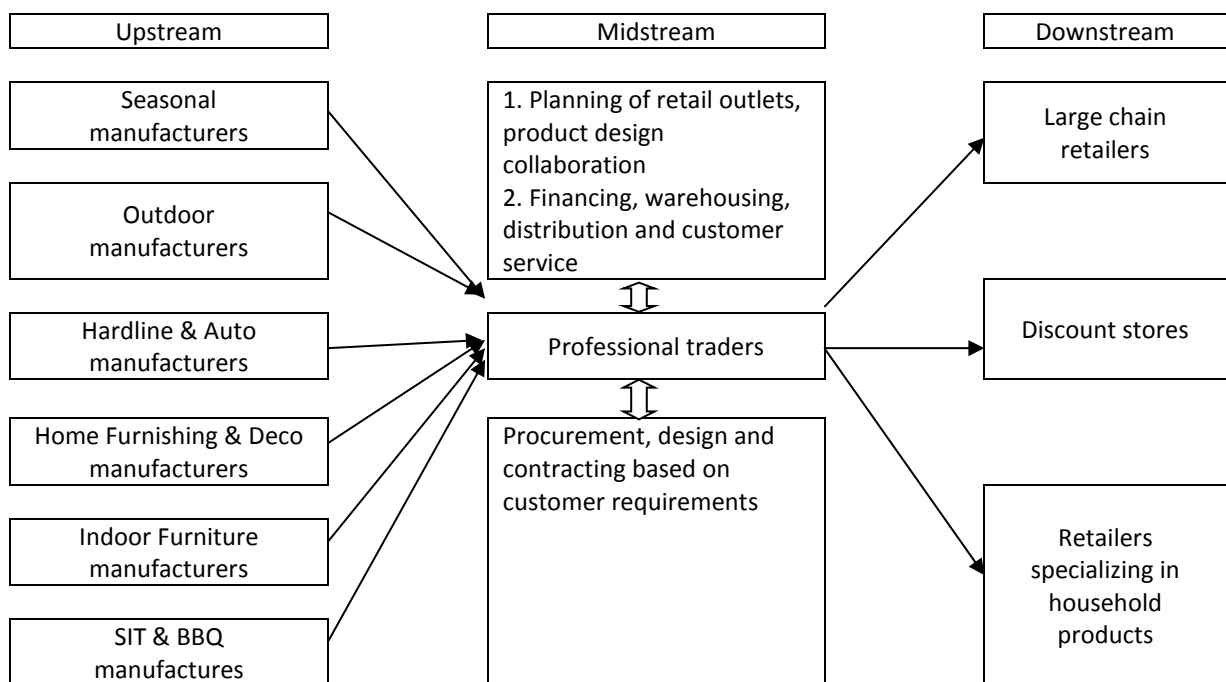 Upstream
Midstream
Downstream
Seasonal
manufacturers
Outdoor
manufacturers
Hardline & Auto
manufacturers
Home Furnishing & Deco
manufacturers
Indoor Furniture
manufacturers
SIT & BBQ
manufactures
1. Planning of retail outlets,
product design
collaboration
2. Financing, warehousing,
distribution and customer
service
Professional traders
Procurement, design and
contracting based on
customer requirements
Large chain
retailers
Discount stores
Retailers
specializing in
household
products